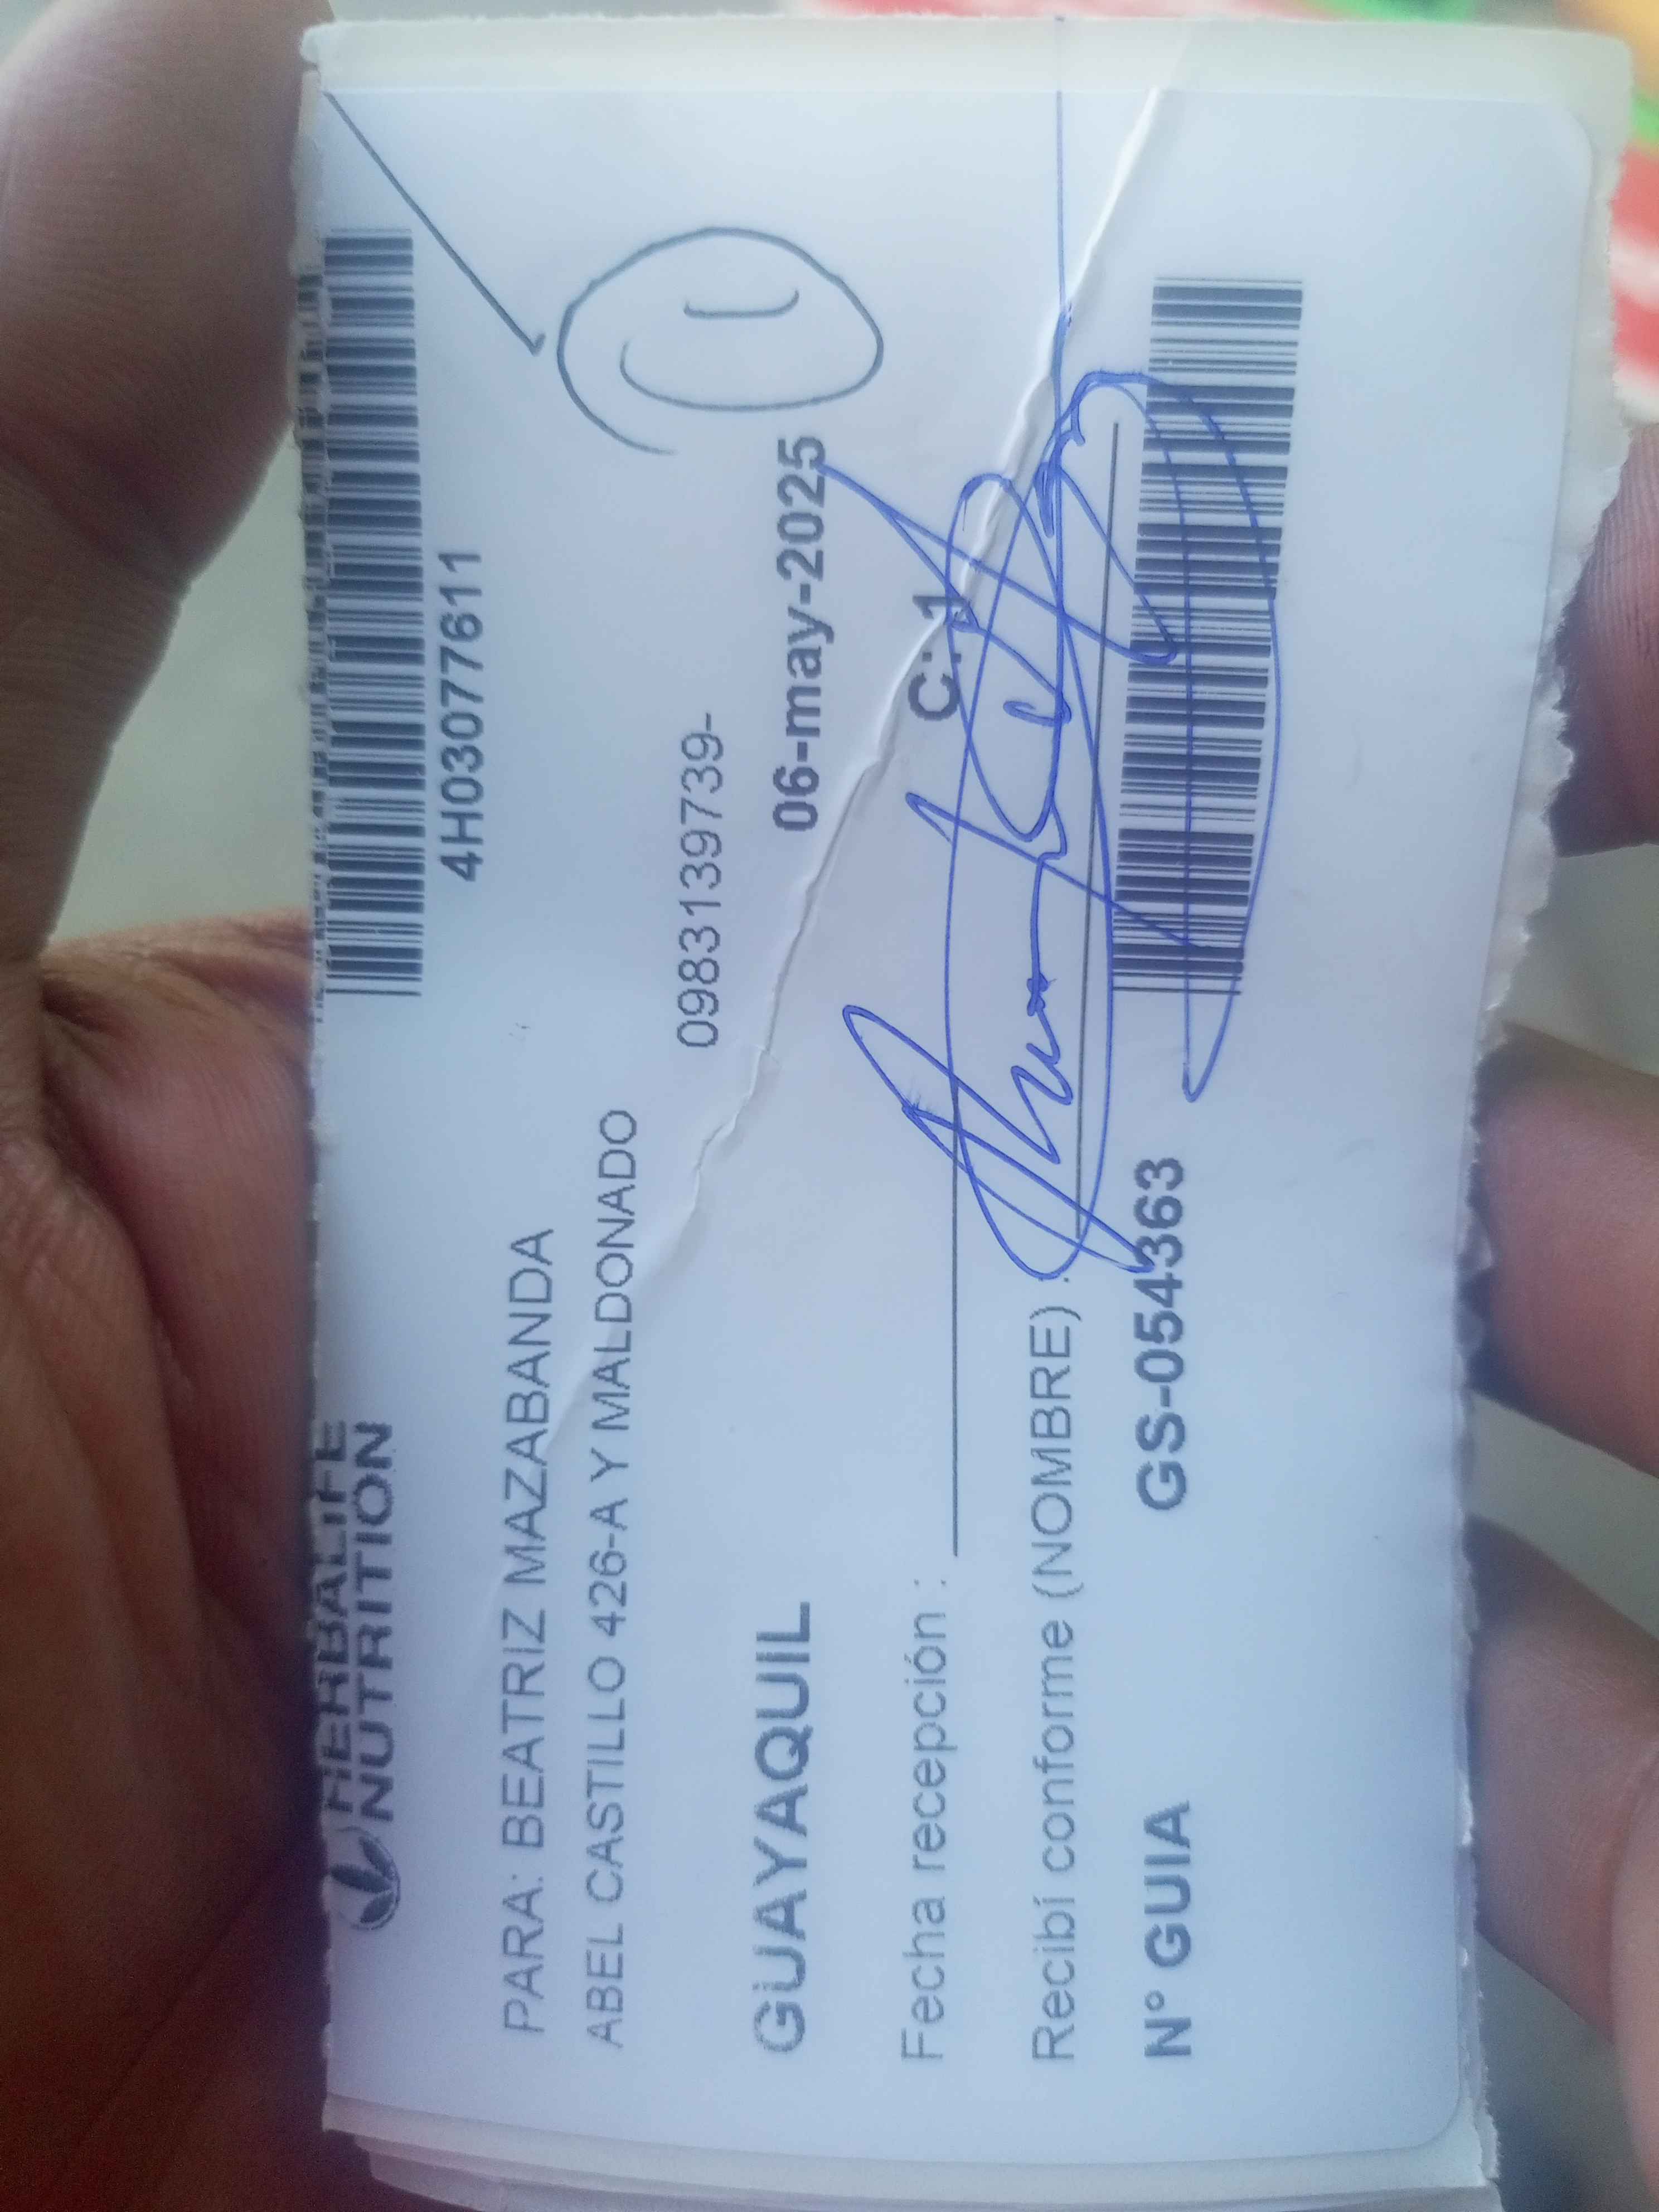 HERBALIFE
NUTRITION
4H03077611
PARA: BEATRIZ MAZABANDA
ABEL CASTILLO 426-A Y MALDONADO
0983139739-
GUAYAQUIL 06-may-2025
Fecha recepción : C:1
Recibí conforme (NOMBRE) :
N° GUIA GS-054363